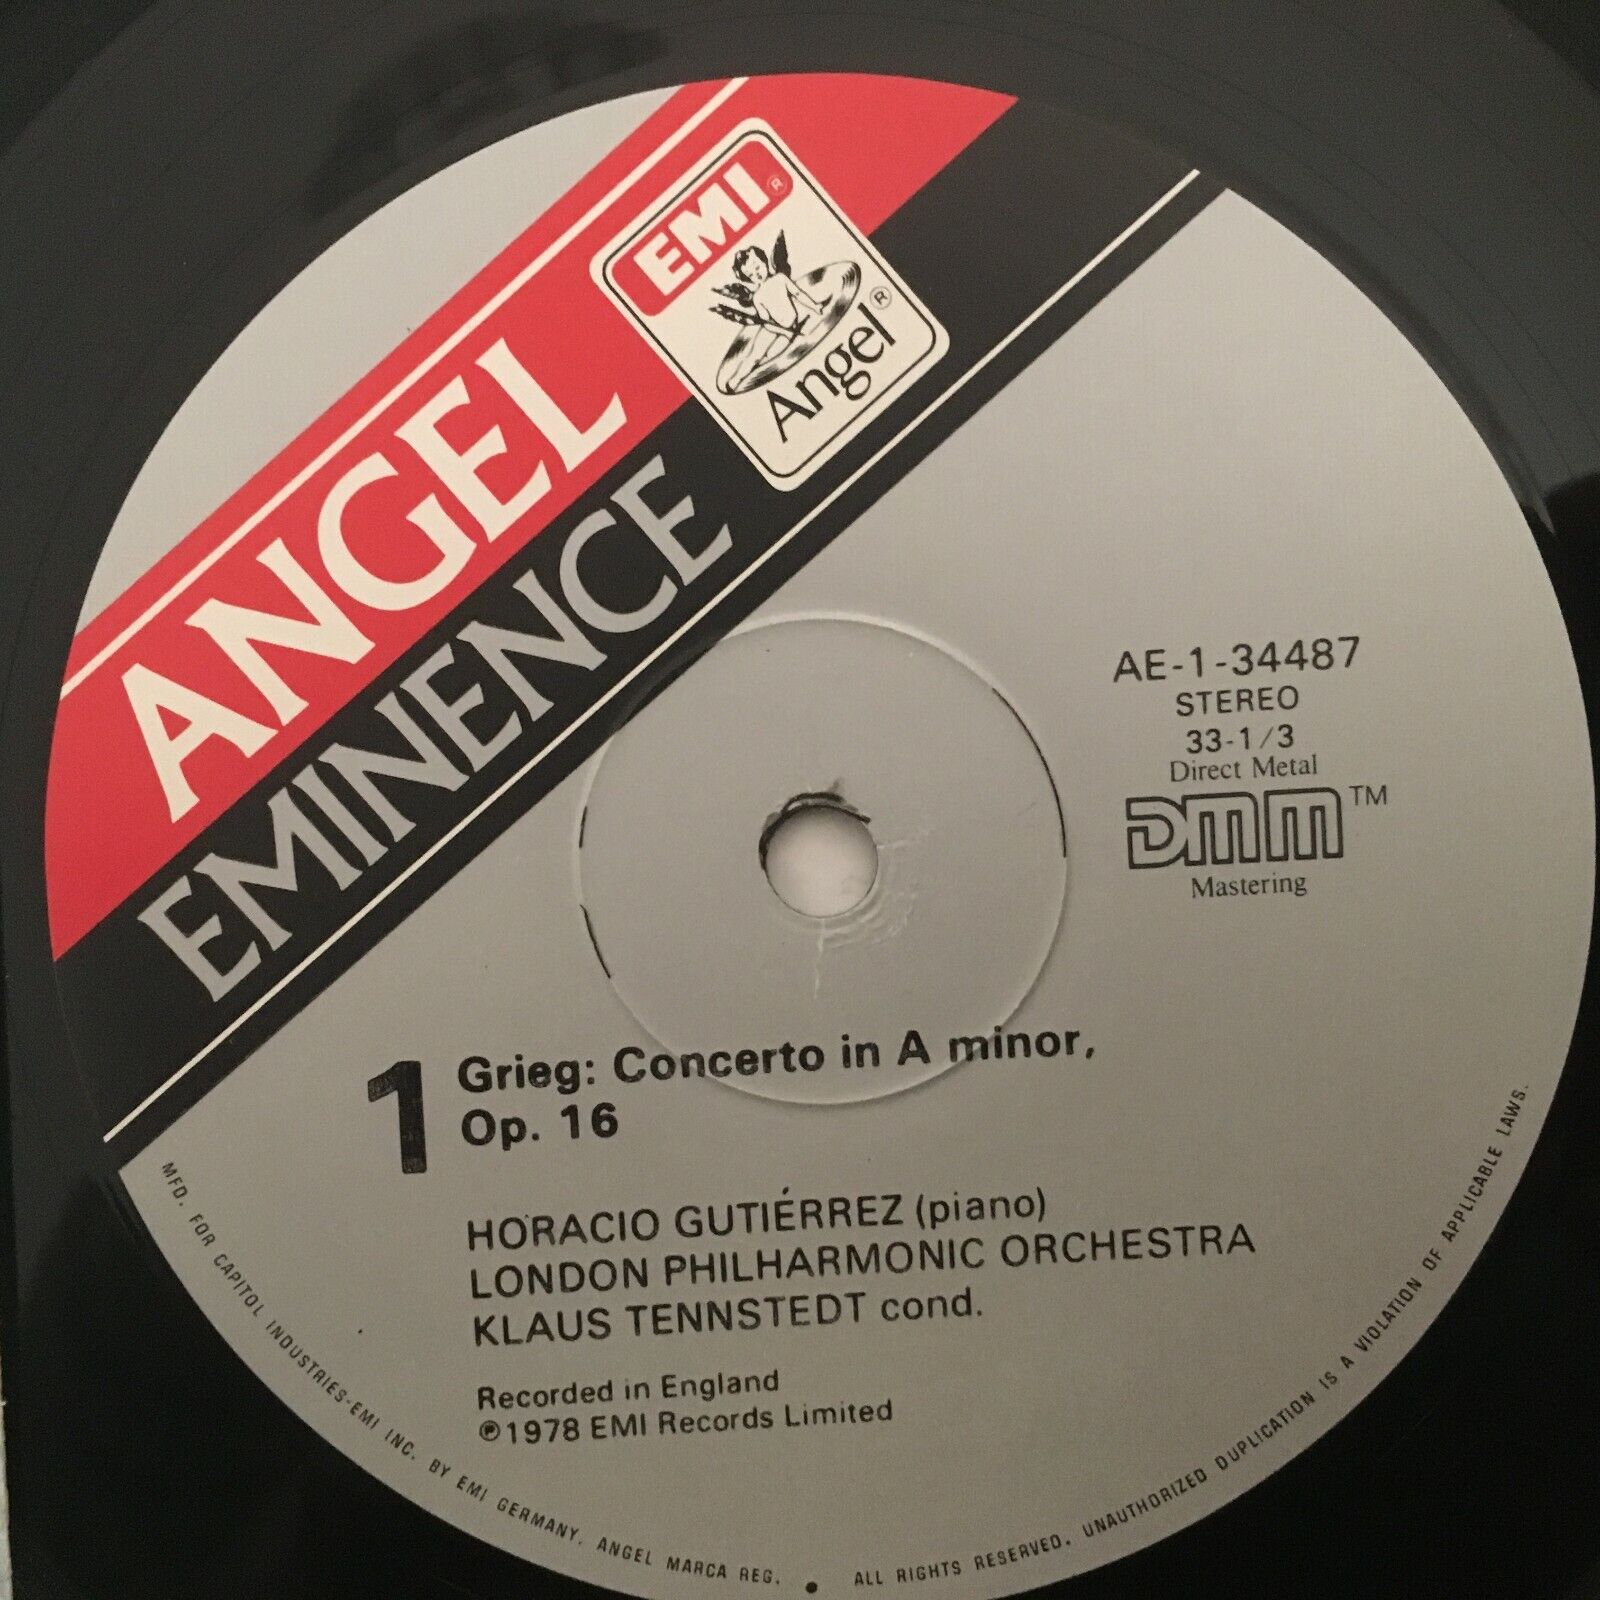 EMI®
Angel®
ANGEL
EMINENCE
AE-1-34487
STEREO
33-1/3
Direct Metal
DMM™
Mastering
1 Grieg: Concerto in A minor,
Op. 16
HORACIO GUTIÉRREZ (piano)
LONDON PHILHARMONIC ORCHESTRA
KLAUS TENNSTEDT cond.
Recorded in England
℗1978 EMI Records Limited
MFD. FOR CAPITOL INDUSTRIES-EMI INC. BY EMI GERMANY. ANGEL MARCA REG. • ALL RIGHTS RESERVED. UNAUTHORIZED DUPLICATION IS A VIOLATION OF APPLICABLE LAWS.